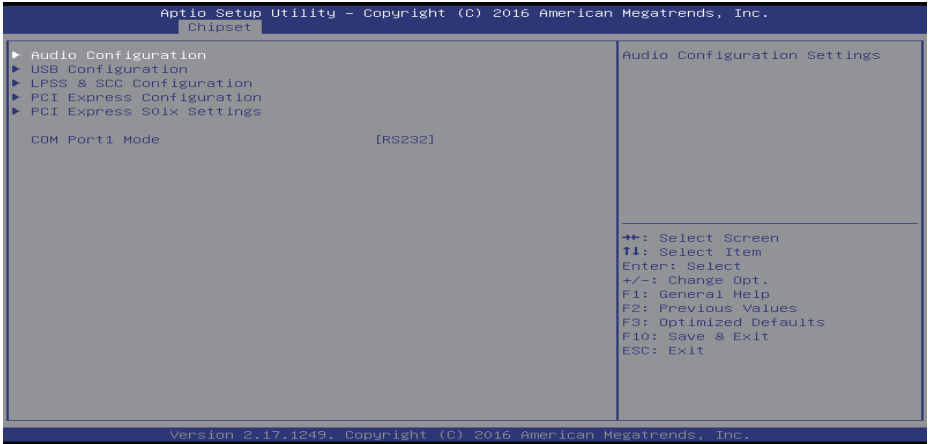 Aptio Setup Utility – Copyright (C) 2016 American Megatrends, Inc.
Chipset
▶ Audio Configuration
▶ USB Configuration
▶ LPSS & SCC Configuration
▶ PCI Express Configuration
▶ PCI Express S0ix Settings
COM Port1 Mode [RS232]
Audio Configuration Settings
→←: Select Screen
↑↓: Select Item
Enter: Select
+/-: Change Opt.
F1: General Help
F2: Previous Values
F3: Optimized Defaults
F10: Save & Exit
ESC: Exit
Version 2.17.1249. Copyright (C) 2016 American Megatrends, Inc.